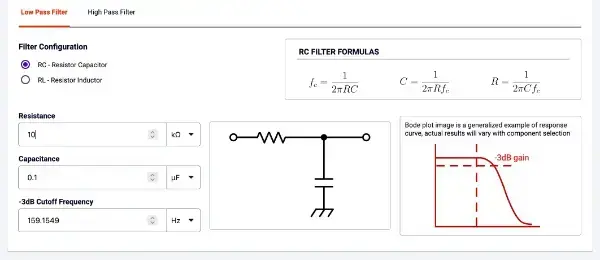 Low Pass Filter
High Pass Filter
Filter Configuration
RC - Resistor Capacitor
RL - Resistor Inductor
RC FILTER FORMULAS
f_c = 1 / 2πRC
C = 1 / 2πRf_c
R = 1 / 2πCf_c
Resistance
10
kΩ
Capacitance
0.1
μF
-3dB Cutoff Frequency
159.1549
Hz
Bode plot image is a generalized example of response
curve, actual results will vary with component selection
-3dB gain